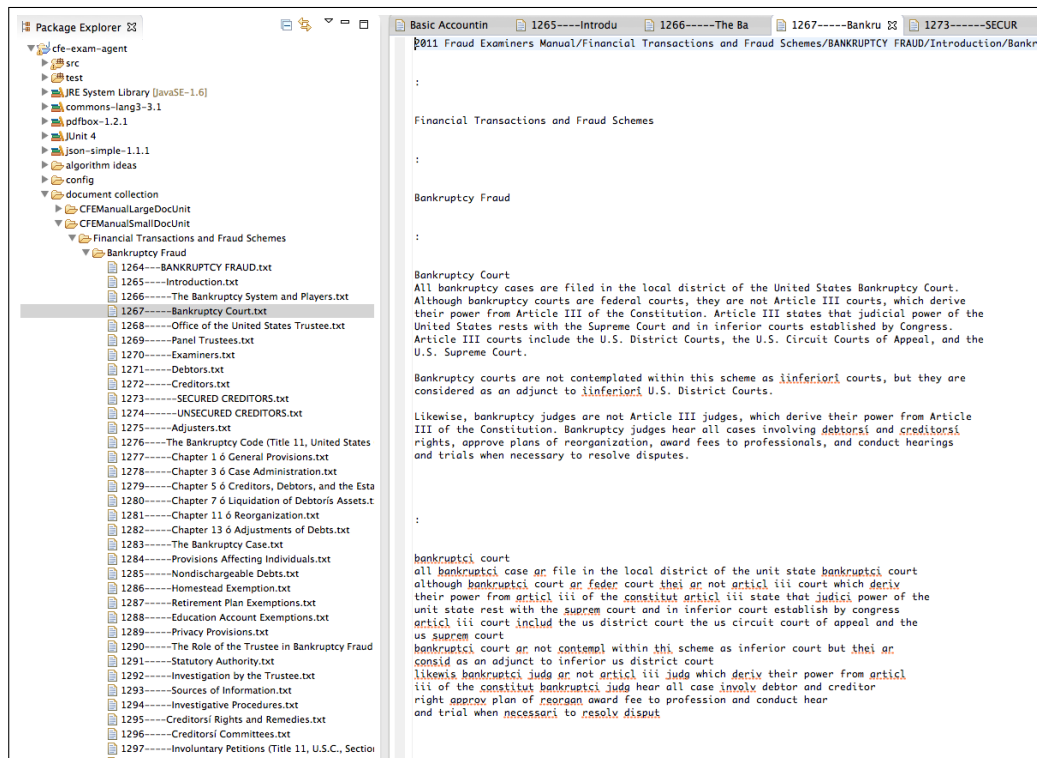 Package Explorer
cfe-exam-agent
src
test
JRE System Library [JavaSE-1.6]
commons-lang3-3.1
pdfbox-1.2.1
JUnit 4
json-simple-1.1.1
algorithm ideas
config
document collection
CFEManualLargeDocUnit
CFEManualSmallDocUnit
Financial Transactions and Fraud Schemes
Bankruptcy Fraud
1264---BANKRUPTCY FRAUD.txt
1265----Introduction.txt
1266-----The Bankruptcy System and Players.txt
1267-----Bankruptcy Court.txt
1268-----Office of the United States Trustee.txt
1269-----Panel Trustees.txt
1270-----Examiners.txt
1271-----Debtors.txt
1272-----Creditors.txt
1273------SECURED CREDITORS.txt
1274------UNSECURED CREDITORS.txt
1275-----Adjusters.txt
1276----The Bankruptcy Code (Title 11, United States
1277-----Chapter 1 ó General Provisions.txt
1278-----Chapter 3 ó Case Administration.txt
1279-----Chapter 5 ó Creditors, Debtors, and the Esta
1280-----Chapter 7 ó Liquidation of Debtorís Assets.t
1281-----Chapter 11 ó Reorganization.txt
1282-----Chapter 13 ó Adjustments of Debts.txt
1283----The Bankruptcy Case.txt
1284-----Provisions Affecting Individuals.txt
1285-----Nondischargeable Debts.txt
1286-----Homestead Exemption.txt
1287-----Retirement Plan Exemptions.txt
1288-----Education Account Exemptions.txt
1289-----Privacy Provisions.txt
1290----The Role of the Trustee in Bankruptcy Fraud
1291-----Statutory Authority.txt
1292-----Investigation by the Trustee.txt
1293-----Sources of Information.txt
1294-----Investigative Procedures.txt
1295----Creditorsí Rights and Remedies.txt
1296-----Creditorsí Committees.txt
1297-----Involuntary Petitions (Title 11, U.S.C., Section
Basic Accountin 1265----Introdu 1266-----The Ba 1267-----Bankru 1273------SECUR
2011 Fraud Examiners Manual/Financial Transactions and Fraud Schemes/BANKRUPTCY FRAUD/Introduction/Bankr
:
Financial Transactions and Fraud Schemes
:
Bankruptcy Fraud
:
Bankruptcy Court
All bankruptcy cases are filed in the local district of the United States Bankruptcy Court.
Although bankruptcy courts are federal courts, they are not Article III courts, which derive
their power from Article III of the Constitution. Article III states that judicial power of the
United States rests with the Supreme Court and in inferior courts established by Congress.
Article III courts include the U.S. District Courts, the U.S. Circuit Courts of Appeal, and the
U.S. Supreme Court.
Bankruptcy courts are not contemplated within this scheme as ìinferiorî courts, but they are
considered as an adjunct to ìinferiorî U.S. District Courts.
Likewise, bankruptcy judges are not Article III judges, which derive their power from Article
III of the Constitution. Bankruptcy judges hear all cases involving debtorsí and creditorsí
rights, approve plans of reorganization, award fees to professionals, and conduct hearings
and trials when necessary to resolve disputes.
:
bankruptci court
all bankruptci case ar file in the local district of the unit state bankruptci court
although bankruptci court ar feder court thei ar not articl iii court which deriv
their power from articl iii of the constitut articl iii state that judici power of the
unit state rest with the suprem court and in inferior court establish by congress
articl iii court includ the us district court the us circuit court of appeal and the
us suprem court
bankruptci court ar not contempl within thi scheme as inferior court but thei ar
consid as an adjunct to inferior us district court
likewis bankruptci judg ar not articl iii judg which deriv their power from articl
iii of the constitut bankruptci judg hear all case involv debtor and creditor
right approv plan of reorgan award fee to profession and conduct hear
and trial when necessari to resolv disput